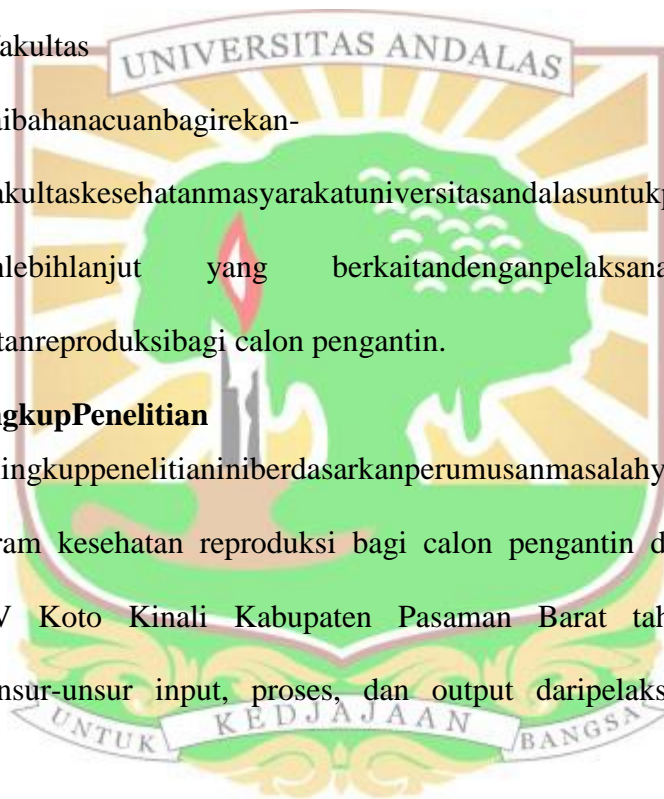 akultas
UNIVERSITAS ANDALAS
aibahanacuanbagirekan-
akultaskesehatanmasyarakatuniversitasandalasuntukp
nlebihlanjut yang berkaitandenganpelaksana
tanreproduksibagi calon pengantin.
ngkupPenelitian
ingkuppenelitianiniberdasarkanperumusanmasalahy
ram kesehatan reproduksi bagi calon pengantin d
V Koto Kinali Kabupaten Pasaman Barat tah
nsur-unsur input, proses, dan output daripelaks
UNTUK KEDJAJAAN BANGSA